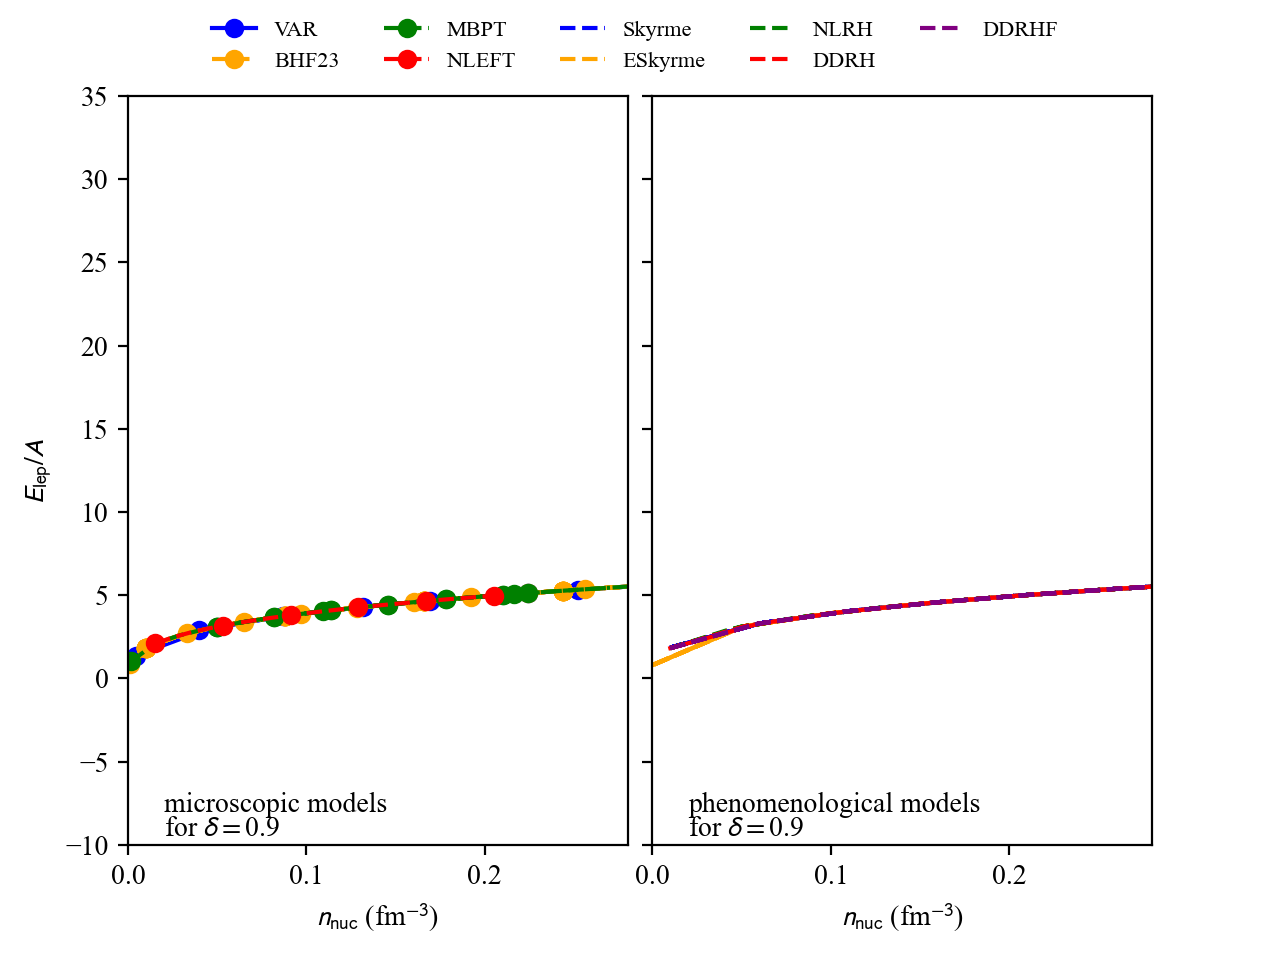 VAR MBPT Skyrme NLRH DDRHF
BHF23 NLEFT ESkyrme DDRH
35
30
25
20
15
10
5
0
−5
−10
E_lep/A
microscopic models
for δ = 0.9
phenomenological models
for δ = 0.9
0.0 0.1 0.2
0.0 0.1 0.2
n_nuc (fm⁻³)
n_nuc (fm⁻³)